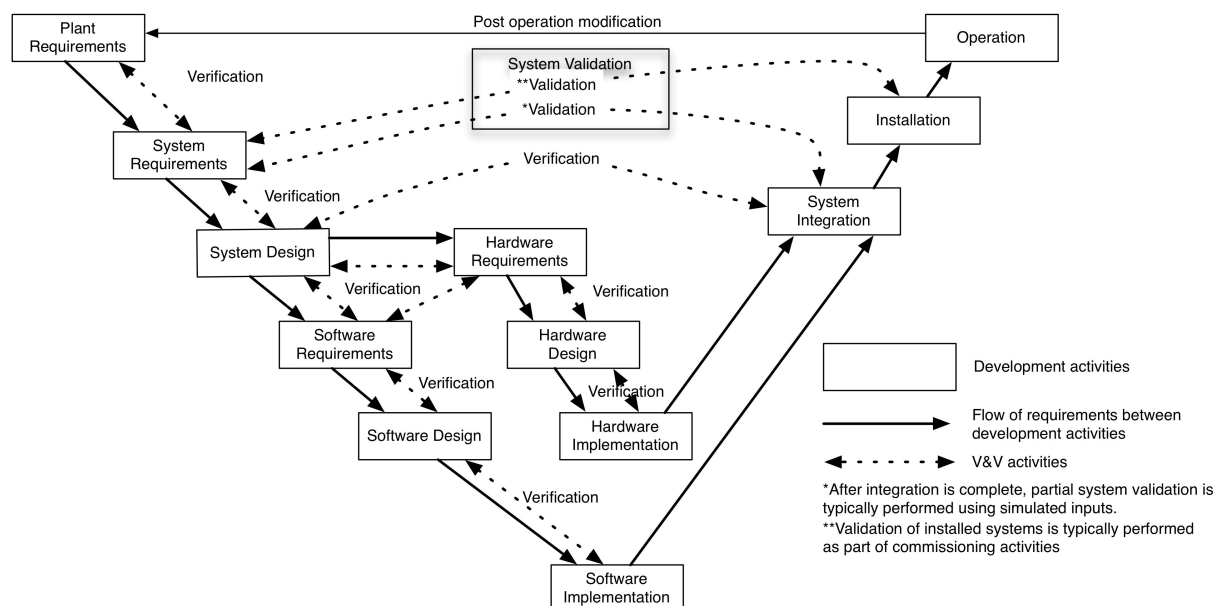 Post operation modification
Plant
Requirements
Operation
Verification
System Validation
**Validation
*Validation
Installation
System
Requirements
Verification
Verification
System
Integration
System Design
Hardware
Requirements
Verification
Verification
Software
Requirements
Hardware
Design
Verification
Verification
Software Design
Hardware
Implementation
Verification
Software
Implementation
Development activities
Flow of requirements between
development activities
V&V activities
*After integration is complete, partial system validation is
typically performed using simulated inputs.
**Validation of installed systems is typically performed
as part of commissioning activities